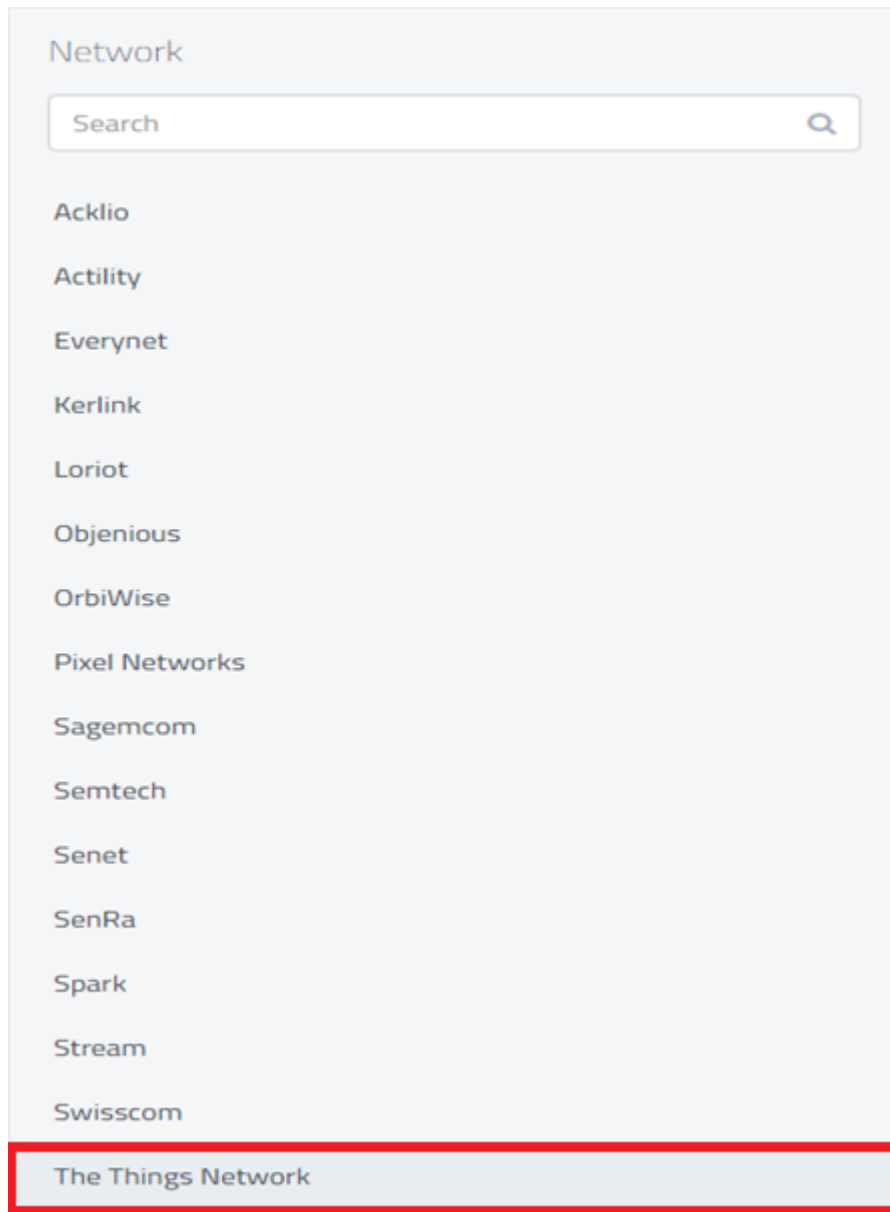 Network
Search
Acklio
Actility
Everynet
Kerlink
Loriot
Objenious
OrbiWise
Pixel Networks
Sagemcom
Semtech
Senet
SenRa
Spark
Stream
Swisscom
The Things Network